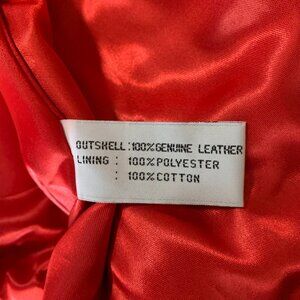 OUTSHELL:100%GENUINE LEATHER
LINING : 100%POLYESTER
: 100%COTTON